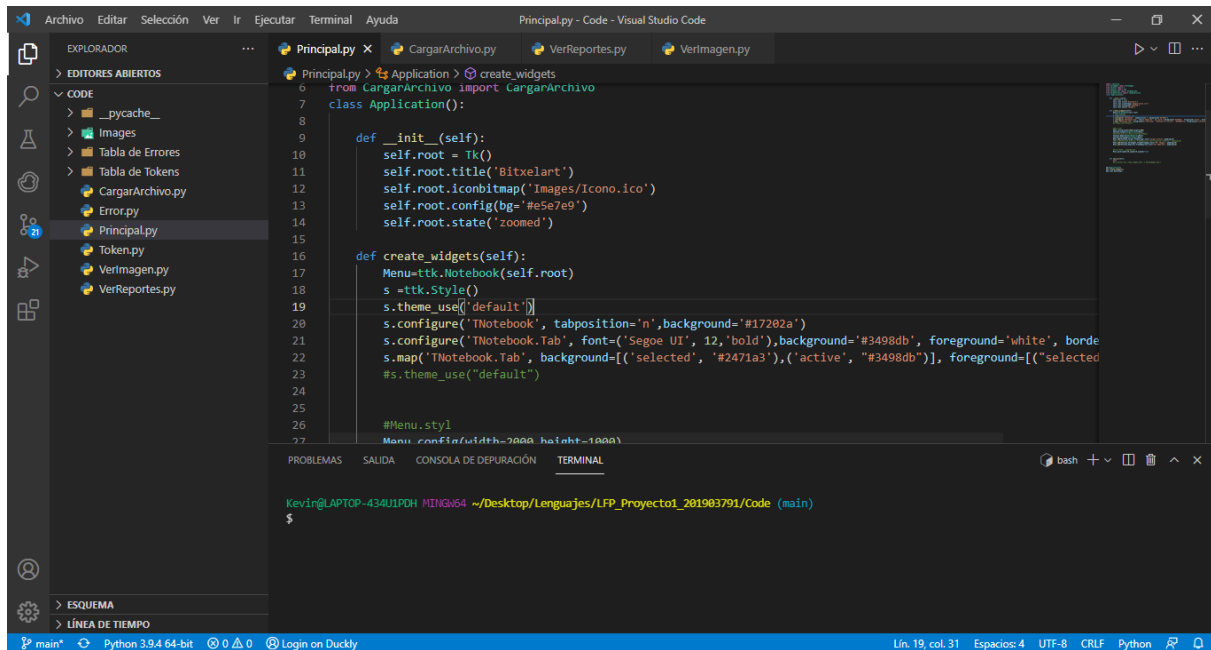 Archivo Editar Selección Ver Ir Ejecutar Terminal Ayuda Principal.py - Code - Visual Studio Code
EXPLORADOR ...
EDITORES ABIERTOS
CODE
__pycache__
Images
Tabla de Errores
Tabla de Tokens
CargarArchivo.py
Error.py
Principal.py
Token.py
VerImagen.py
VerReportes.py
ESQUEMA
LÍNEA DE TIEMPO
21
Principal.py CargarArchivo.py VerReportes.py VerImagen.py
Principal.py > Application > create_widgets
6 from CargarArchivo import CargarArchivo
7 class Application():
8
9 def __init__(self):
10 self.root = Tk()
11 self.root.title('Bitxelart')
12 self.root.iconbitmap('Images/Icono.ico')
13 self.root.config(bg='#e5e7e9')
14 self.root.state('zoomed')
15
16 def create_widgets(self):
17 Menu=ttk.Notebook(self.root)
18 s =ttk.Style()
19 s.theme_use('default')
20 s.configure('TNotebook', tabposition='n',background='#17202a')
21 s.configure('TNotebook.Tab', font=('Segoe UI', 12,'bold'),background='#3498db', foreground='white', borde
22 s.map('TNotebook.Tab', background=[('selected', '#2471a3'),('active', "#3498db")], foreground=[("selected
23 #s.theme_use("default")
24
25
26 #Menu.styl
27 Menu.config(width=2000,height=1000)
PROBLEMAS SALIDA CONSOLA DE DEPURACIÓN TERMINAL bash
Kevin@LAPTOP-434U1PDH MINGW64 ~/Desktop/Lenguajes/LFP_Proyecto1_201903791/Code (main)
$
main* Python 3.9.4 64-bit 0 0 Login on Duckly Lín. 19, col. 31 Espacios: 4 UTF-8 CRLF Python